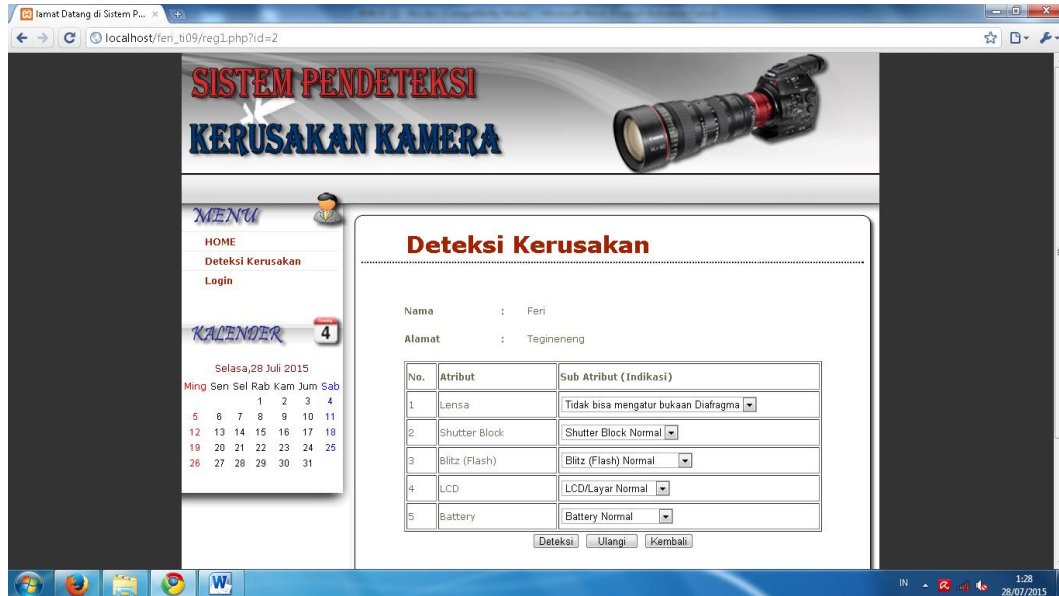 lamat Datang di Sistem P...
localhost/feri_ti09/reg1.php?id=2
SISTEM PENDETEKSI
KERUSAKAN KAMERA
MENU
HOME
Deteksi Kerusakan
Login
KALENDER
4
Selasa,28 Juli 2015
Ming Sen Sel Rab Kam Jum Sab
1 2 3 4
5 6 7 8 9 10 11
12 13 14 15 16 17 18
19 20 21 22 23 24 25
26 27 28 29 30 31
Deteksi Kerusakan
Nama : Feri
Alamat : Tegineneng
No. Atribut Sub Atribut (Indikasi)
1 Lensa Tidak bisa mengatur bukaan Diafragma
2 Shutter Block Shutter Block Normal
3 Blitz (Flash) Blitz (Flash) Normal
4 LCD LCD/Layar Normal
5 Battery Battery Normal
Deteksi Ulangi Kembali
W
IN
1:28
28/07/2015